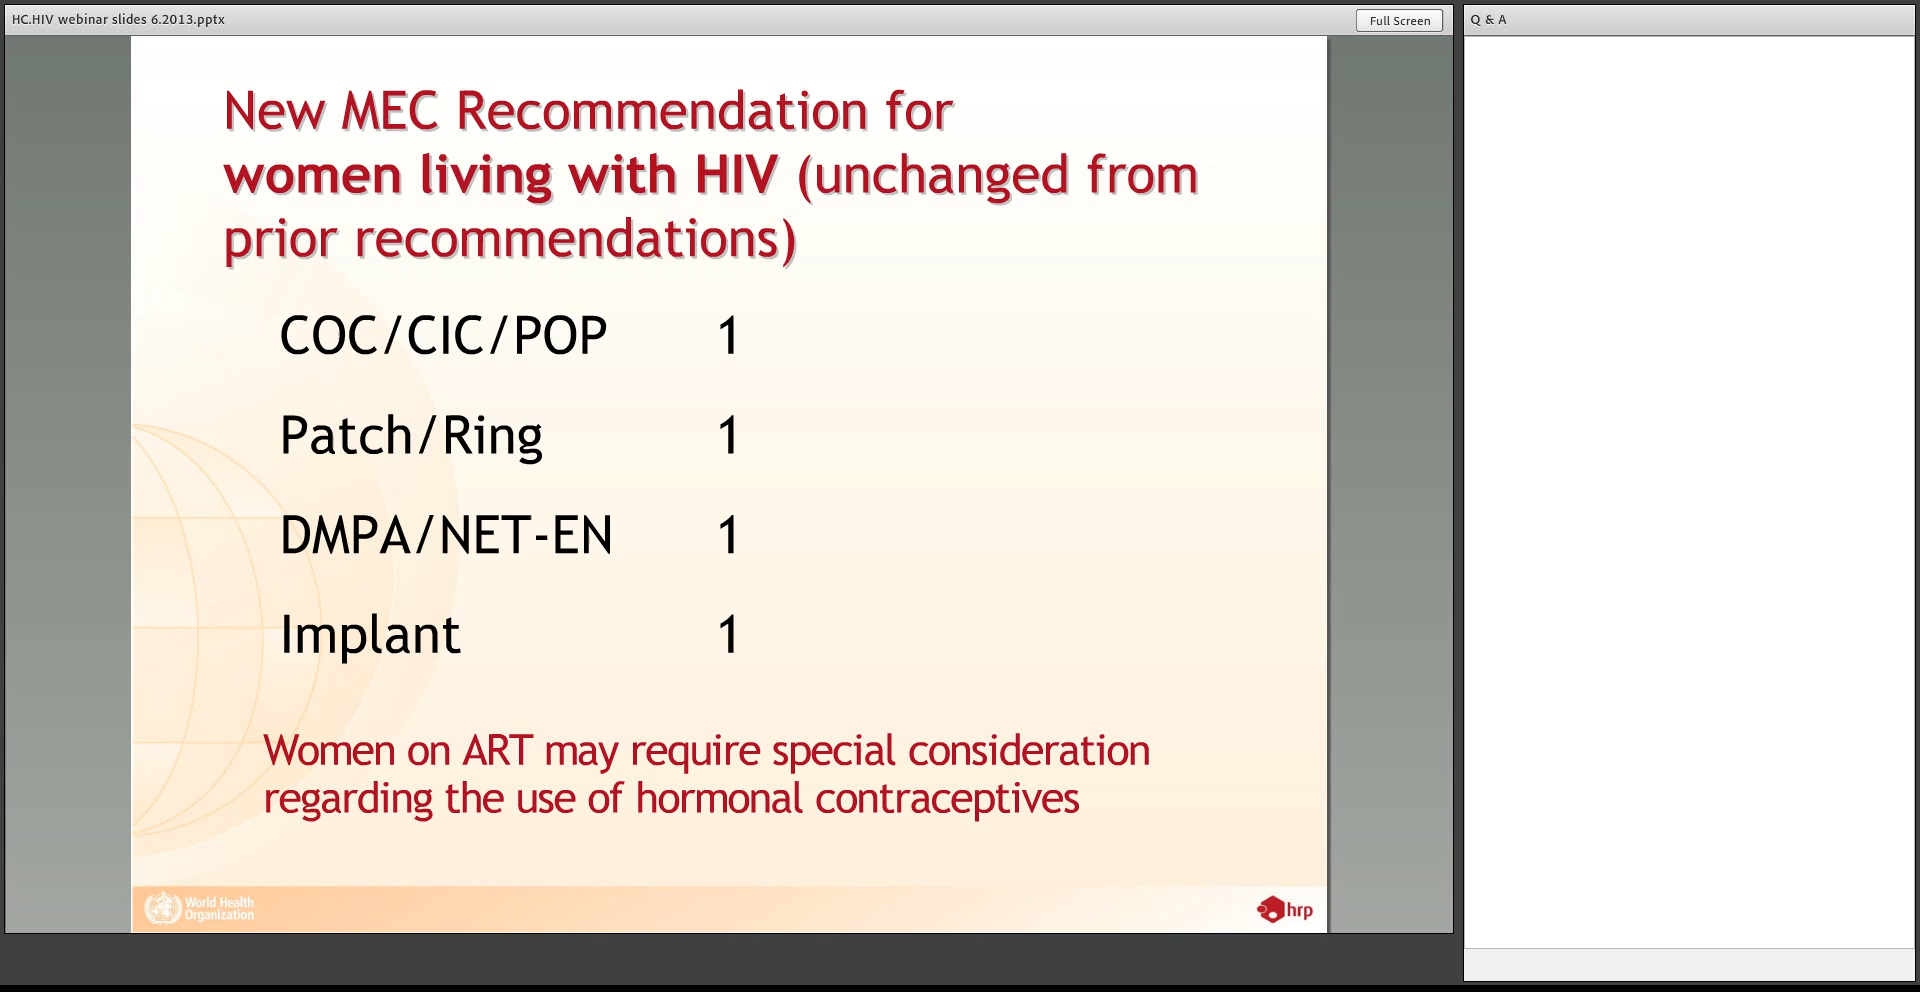 HC.HIV webinar slides 6.2013.pptx
Full Screen
Q & A
New MEC Recommendation for
women living with HIV (unchanged from
prior recommendations)
COC/CIC/POP 1
Patch/Ring 1
DMPA/NET-EN 1
Implant 1
Women on ART may require special consideration
regarding the use of hormonal contraceptives
World Health
Organization
hrp